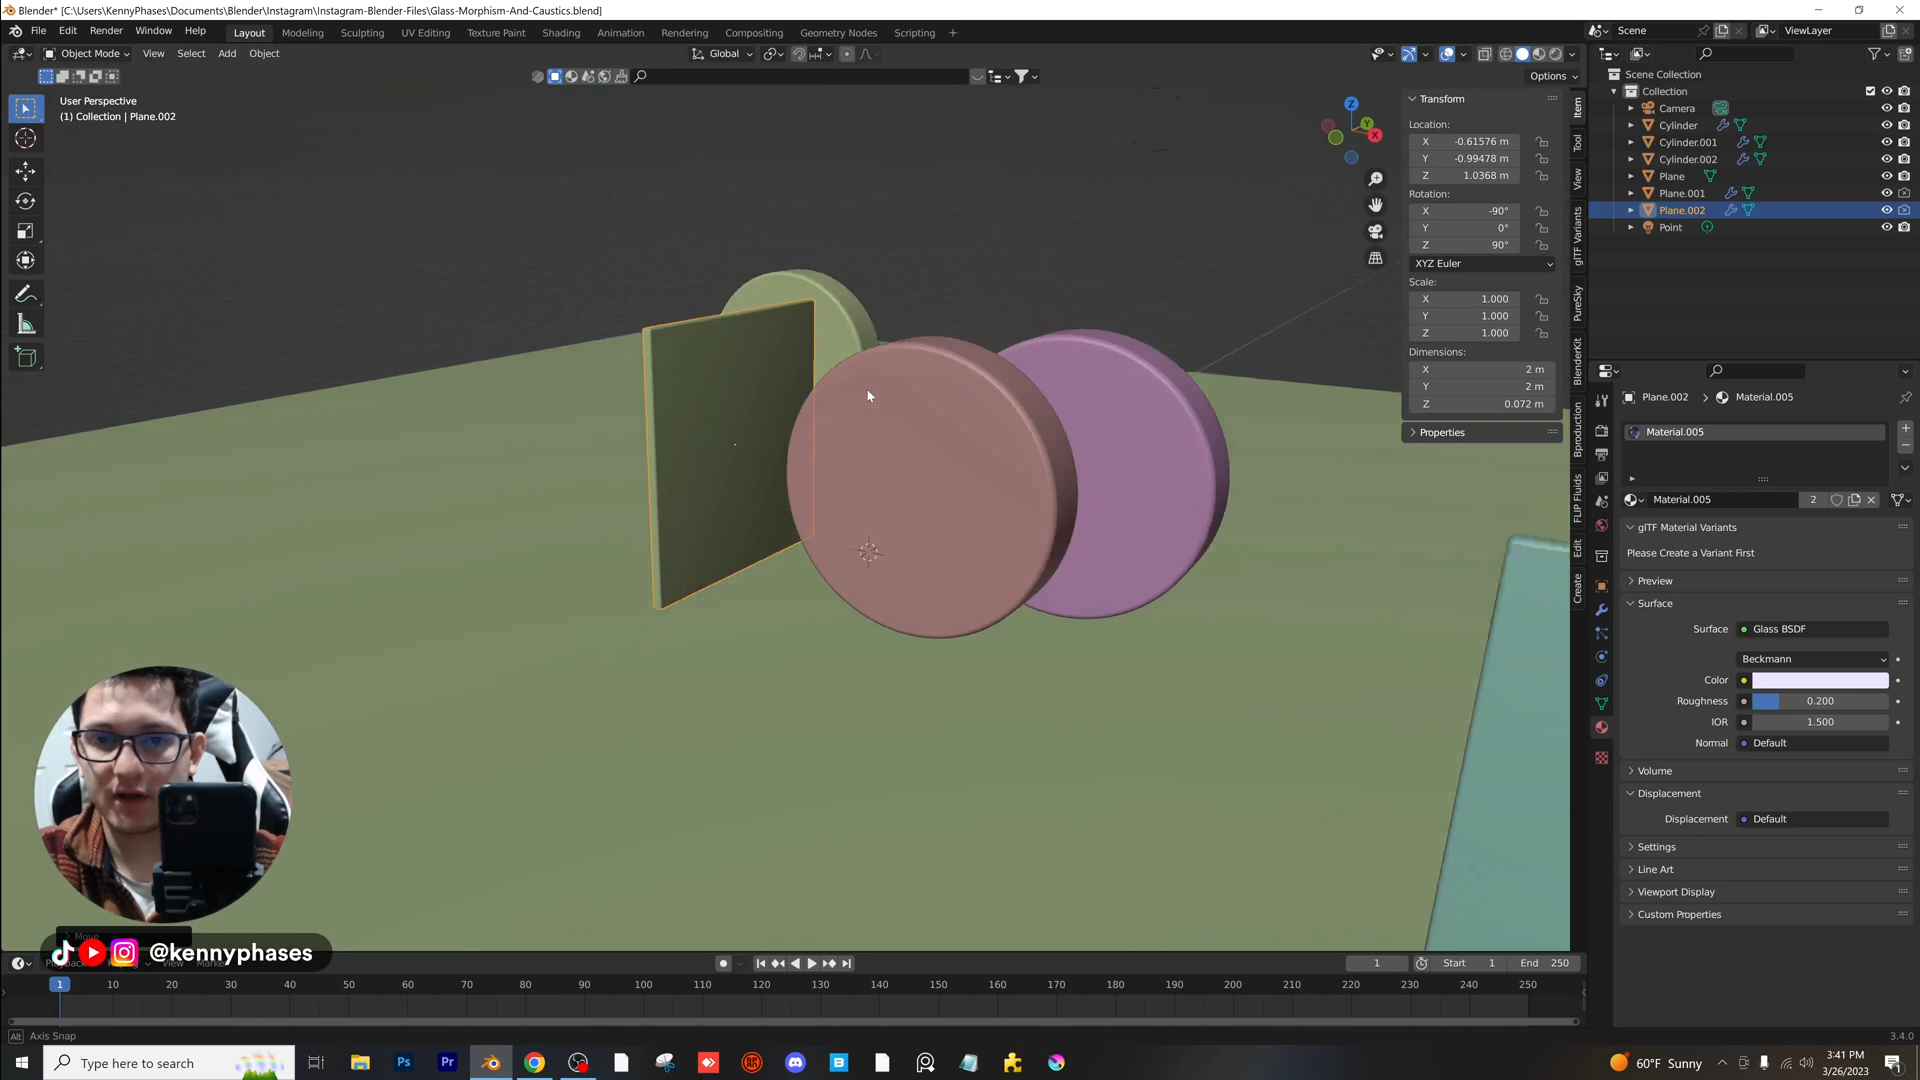 Blender* [C:\Users\KennyPhases\Documents\Blender\Instagram\Instagram-Blender-Files\Glass-Morphism-And-Caustics.blend]
File Edit Render Window Help Layout Modeling Sculpting UV Editing Texture Paint Shading Animation Rendering Compositing Geometry Nodes Scripting
Scene
ViewLayer
Object Mode View Select Add Object
Global
Options
User Perspective
(1) Collection | Plane.002
Z
Y
X
Transform
Location:
X -0.61576 m
Y -0.99478 m
Z 1.0368 m
Rotation:
X -90°
Y 0°
Z 90°
XYZ Euler
Scale:
X 1.000
Y 1.000
Z 1.000
Dimensions:
X 2 m
Y 2 m
Z 0.072 m
Properties
Item
Tool
View
glTF Variants
PureSky
BlenderKit
Bproduction
FLIP Fluids
Edit
Create
Scene Collection
Collection
Camera
Cylinder
Cylinder.001
Cylinder.002
Plane
Plane.001
Plane.002
Point
Plane.002 > Material.005
Material.005
Material.005 2
glTF Material Variants
Please Create a Variant First
Preview
Surface
Surface Glass BSDF
Beckmann
Color
Roughness 0.200
IOR 1.500
Normal Default
Volume
Displacement
Displacement Default
Settings
Line Art
Viewport Display
Custom Properties
Move
@kennyphases
Playback View Marker
1 Start 1 End 250
1 10 20 30 40 50 60 70 80 90 100 110 120 130 140 150 160 170 180 190 200 210 220 230 240 250
Alt Axis Snap
3.4.0
Type here to search
Ps
Pr
B
60°F Sunny
3:41 PM
3/26/2023
1